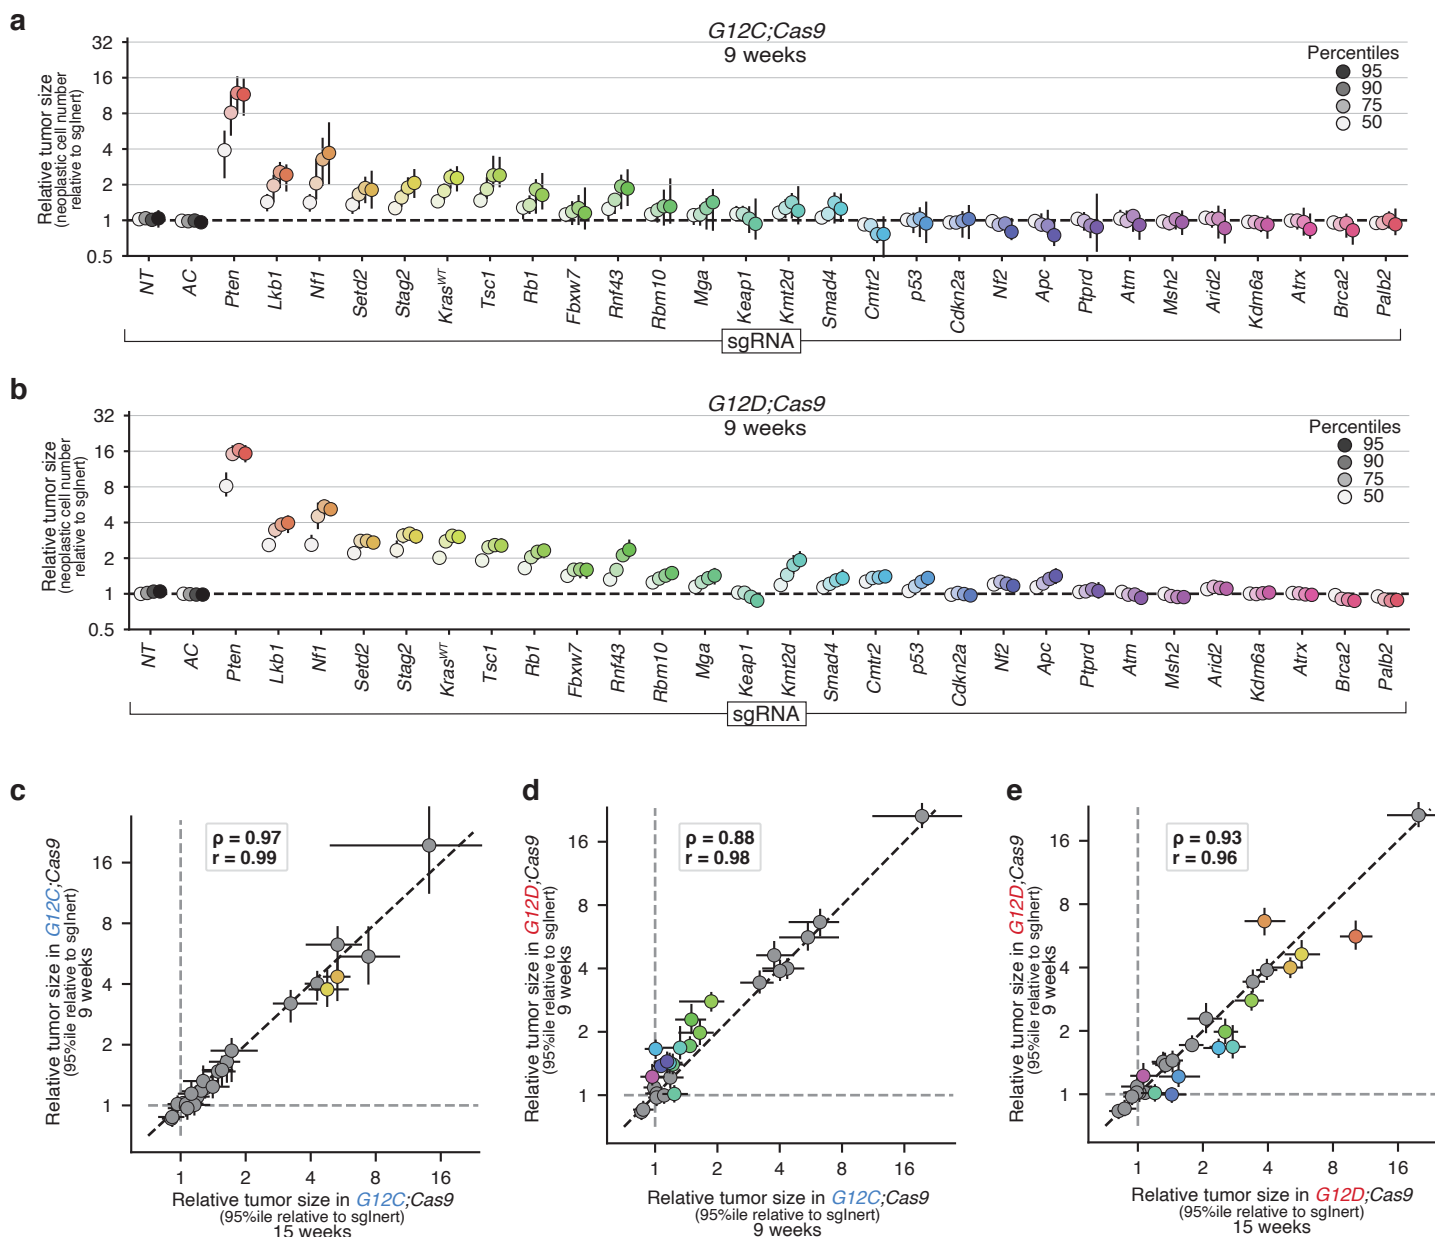 a
G12C;Cas9
9 weeks
Relative tumor size
(neoplastic cell number
relative to sgInert)
32
16
8
4
2
1
0.5
Percentiles
95
90
75
50
NT AC Pten Lkb1 Nf1 Setd2 Stag2 KrasWT Tsc1 Rb1 Fbxw7 Rnf43 Rbm10 Mga Keap1 Kmt2d Smad4 Cmtr2 p53 Cdkn2a Nf2 Apc Ptprd Atm Msh2 Arid2 Kdm6a Atrx Brca2 Palb2
sgRNA
b
G12D;Cas9
9 weeks
Relative tumor size
(neoplastic cell number
relative to sgInert)
32
16
8
4
2
1
0.5
Percentiles
95
90
75
50
NT AC Pten Lkb1 Nf1 Setd2 Stag2 KrasWT Tsc1 Rb1 Fbxw7 Rnf43 Rbm10 Mga Keap1 Kmt2d Smad4 Cmtr2 p53 Cdkn2a Nf2 Apc Ptprd Atm Msh2 Arid2 Kdm6a Atrx Brca2 Palb2
sgRNA
c
Relative tumor size in G12C;Cas9
(95%ile relative to sgInert)
9 weeks
ρ = 0.97
r = 0.99
16
8
4
2
1
1 2 4 8 16
Relative tumor size in G12C;Cas9
(95%ile relative to sgInert)
15 weeks
d
Relative tumor size in G12D;Cas9
(95%ile relative to sgInert)
9 weeks
ρ = 0.88
r = 0.98
16
8
4
2
1
1 2 4 8 16
Relative tumor size in G12C;Cas9
(95%ile relative to sgInert)
9 weeks
e
Relative tumor size in G12D;Cas9
(95%ile relative to sgInert)
9 weeks
ρ = 0.93
r = 0.96
16
8
4
2
1
1 2 4 8 16
Relative tumor size in G12D;Cas9
(95%ile relative to sgInert)
15 weeks